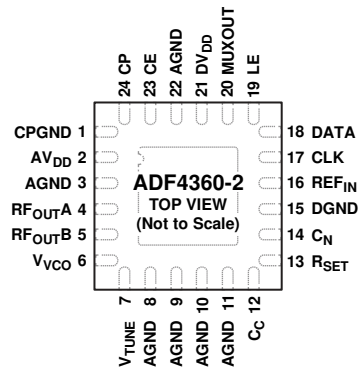 24 CP
23 CE
22 AGND
21 DVDD
20 MUXOUT
19 LE
CPGND 1
AVDD 2
AGND 3
RFOUTA 4
RFOUTB 5
VVCO 6
ADF4360-2
TOP VIEW
(Not to Scale)
18 DATA
17 CLK
16 REFIN
15 DGND
14 CN
13 RSET
VTUNE 7
AGND 8
AGND 9
AGND 10
AGND 11
CC 12